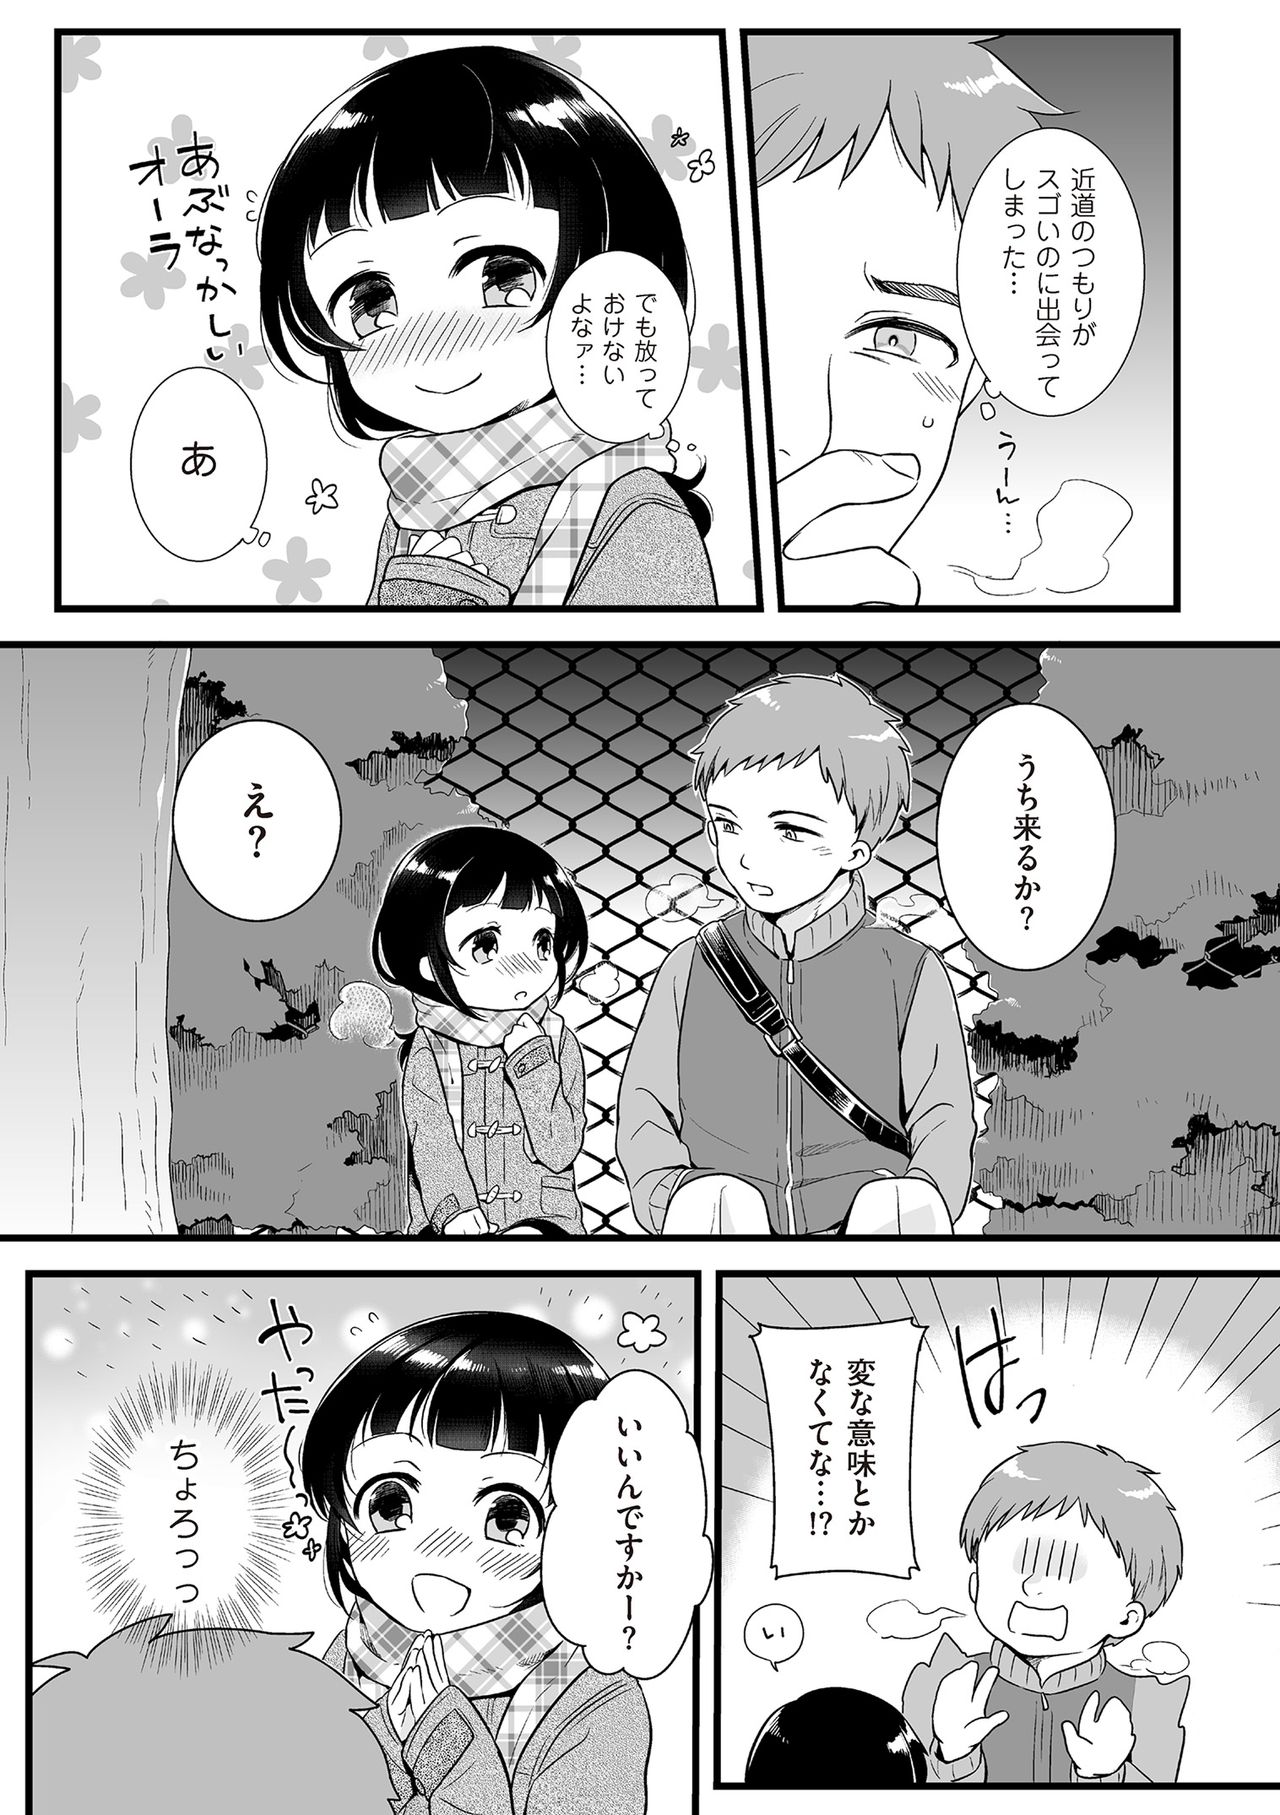 近道のつもりが
スゴいのに出会って
しまった…
うーん…
でも放って
おけない
よなァ…
あぶなっかしい
オーラ
あ
うち来るか?
え?
はっ
変な意味とか
なくてな…!?
い
いいんですかー?
やったー
ちょろっっ